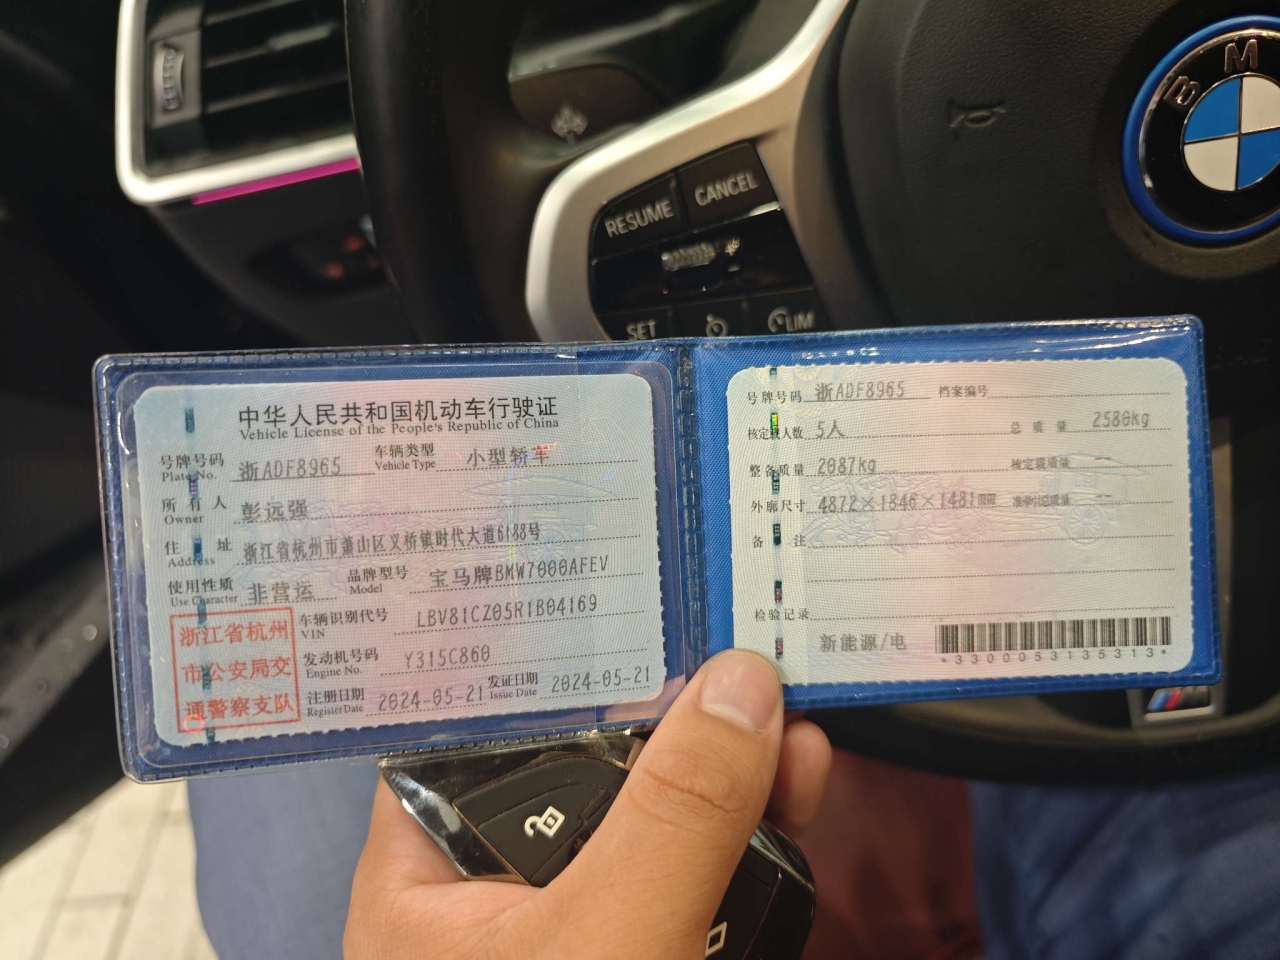 BMW
RESUME
CANCEL
SET
LIM
中华人民共和国机动车行驶证
Vehicle License of the People's Republic of China
号牌号码 Plate No. 浙ADF8965 车辆类型 Vehicle Type 小型轿车
所有人 Owner 彭远强
住址 Address 浙江省杭州市萧山区义桥镇时代大道6188号
使用性质 Use Character 非营运 品牌型号 Model 宝马牌BMW7000AFEV
车辆识别代号 VIN LBV81CZ05R1B04169
发动机号码 Engine No. Y315C860
注册日期 Register Date 2024-05-21 发证日期 Issue Date 2024-05-21
浙江省杭州
市公安局交
通警察支队
号牌号码 浙ADF8965 档案编号
核定载人数 5人 总质量 2580kg
整备质量 2087kg 核定载质量 --
外廓尺寸 4872×1846×1481mm 准牵引总质量 --
备注
检验记录
新能源/电
*3300053135313*